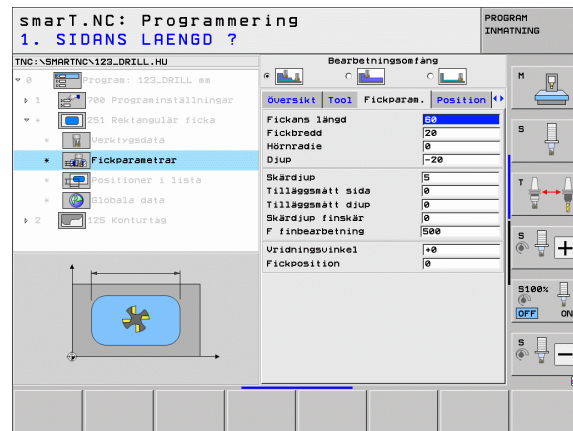 smarT.NC: Programmering
1. SIDANS LAENGD ?
PROGRAM
INMATNING
TNC:\SMARTNC\123_DRILL.HU
0 Program: 123_DRILL mm
1 700 Programinställningar
* 251 Rektangulär ficka
* Verktygsdata
* Fickparametrar
* Positioner i lista
* Globala data
2 125 Konturtåg
Bearbetningsomfång
Översikt Tool Fickparam. Position
Fickans längd 60
Fickbredd 20
Hörnradie 0
Djup -20
Skärdjup 5
Tilläggsmått sida 0
Tilläggsmått djup 0
Skärdjup finskär 0
F finbearbetning 500
Vridningsvinkel +0
Fickposition 0
M
S
T
S
S100%
OFF ON
S